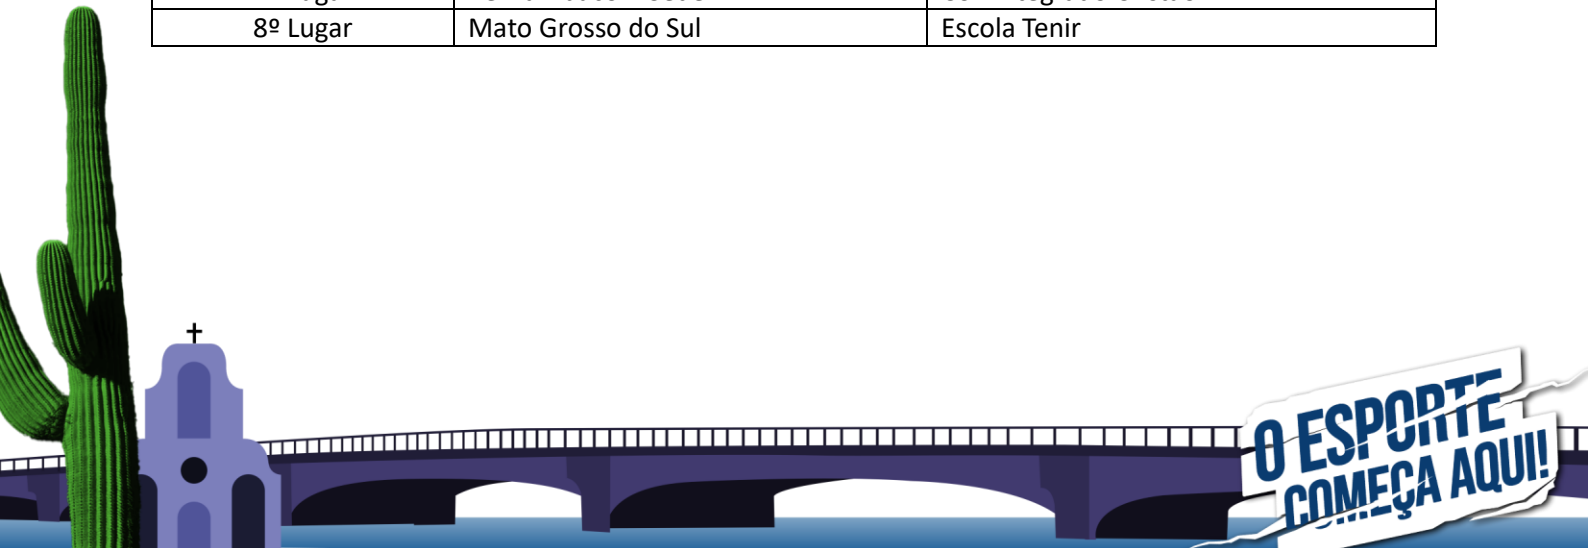 8º Lugar Mato Grosso do Sul Escola Tenir
O ESPORTE
COMEÇA AQUI!